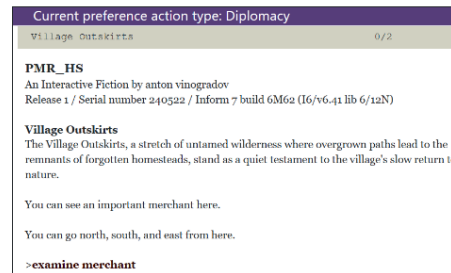 Current preference action type: Diplomacy
Village Outskirts 0/2
PMR_HS
An Interactive Fiction by anton vinogradov
Release 1 / Serial number 240522 / Inform 7 build 6M62 (I6/v6.41 lib 6/12N)
Village Outskirts
The Village Outskirts, a stretch of untamed wilderness where overgrown paths lead to the
remnants of forgotten homesteads, stand as a quiet testament to the village's slow return t
nature.
You can see an important merchant here.
You can go north, south, and east from here.
>examine merchant